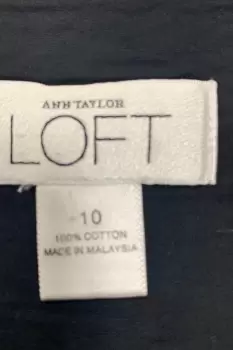 ANN TAYLOR
LOFT
10
100% COTTON
MADE IN MALAYSIA